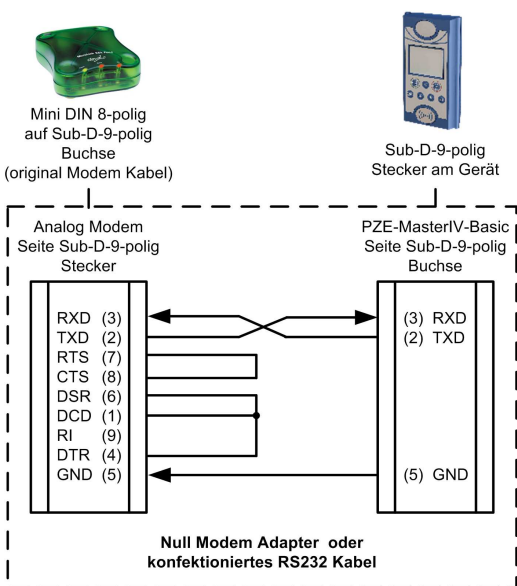 Mini DIN 8-polig
auf Sub-D-9-polig
Buchse
(original Modem Kabel)
Sub-D-9-polig
Stecker am Gerät
Analog Modem
Seite Sub-D-9-polig
Stecker
PZE-MasterIV-Basic
Seite Sub-D-9-polig
Buchse
RXD (3)
TXD (2)
RTS (7)
CTS (8)
DSR (6)
DCD (1)
RI (9)
DTR (4)
GND (5)
(3) RXD
(2) TXD
(5) GND
Null Modem Adapter oder
konfektioniertes RS232 Kabel